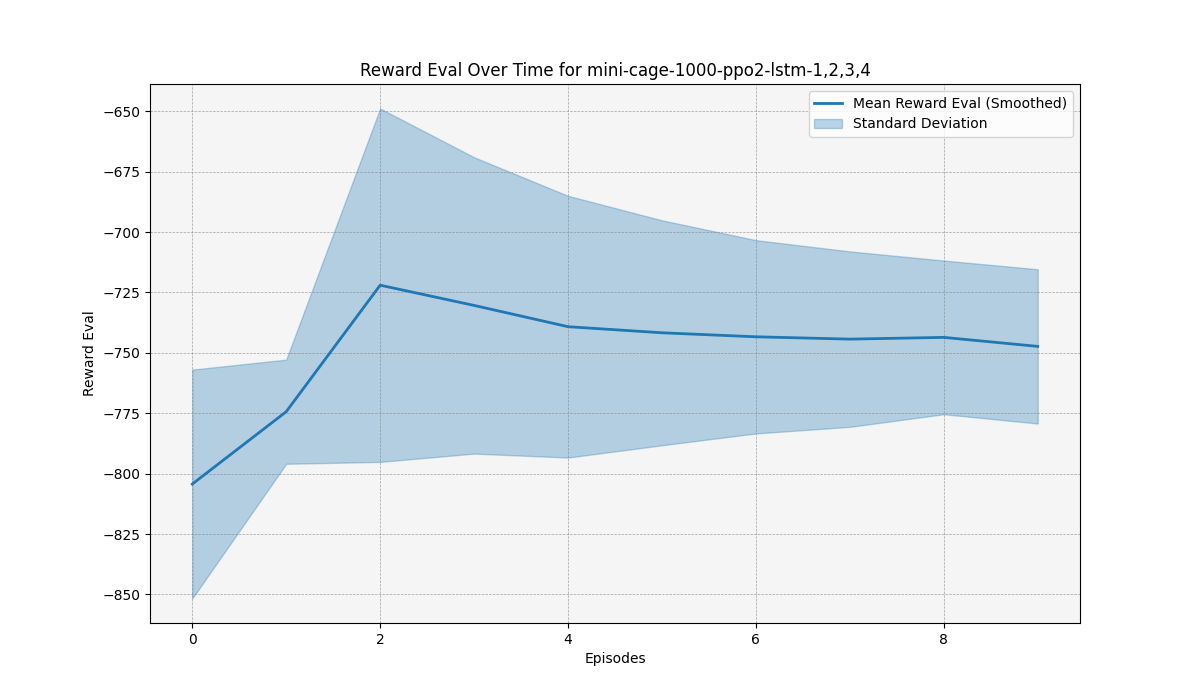 Reward Eval Over Time for mini-cage-1000-ppo2-lstm-1,2,3,4
Mean Reward Eval (Smoothed)
Standard Deviation
Reward Eval
−650
−675
−700
−725
−750
−775
−800
−825
−850
0 2 4 6 8
Episodes